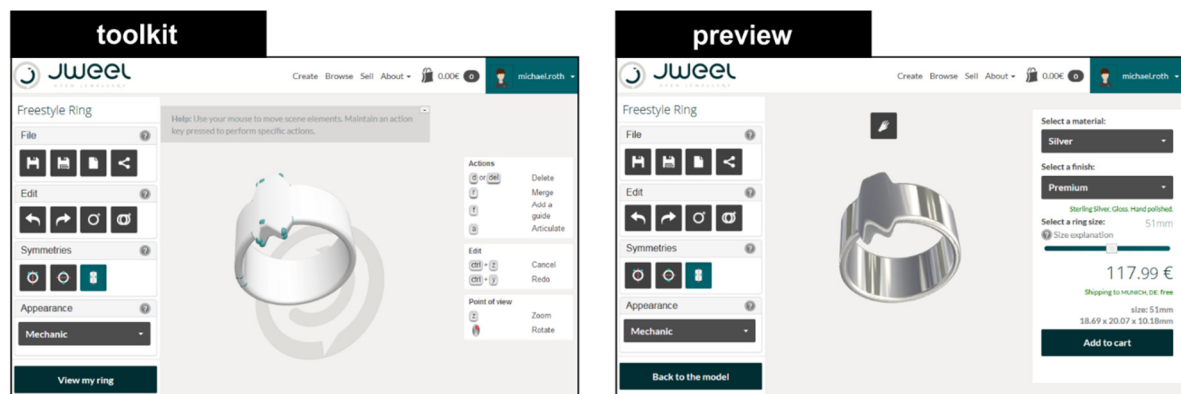 toolkit
Jweel
OPEN JEWELLERY
Create Browse Sell About 0.00€ 0 michael.roth
Freestyle Ring
File
Edit
Symmetries
Appearance
Mechanic
View my ring
Help: Use your mouse to move scene elements. Maintain an action
key pressed to perform specific actions.
Actions
d or del Delete
Merge
Add a
guide
a Articulate
Edit
ctrl + z Cancel
ctrl + y Redo
Point of view
z Zoom
Rotate
preview
Jweel
OPEN JEWELLERY
Create Browse Sell About 0.00€ 0 michael.roth
Freestyle Ring
File
Edit
Symmetries
Appearance
Mechanic
Back to the model
Select a material:
Silver
Select a finish:
Premium
Sterling Silver, Gloss. Hand polished.
Select a ring size: 51mm
Size explanation
117.99 €
Shipping to MUNICH, DE: free
size: 51mm
18.69 x 20.07 x 10.18mm
Add to cart